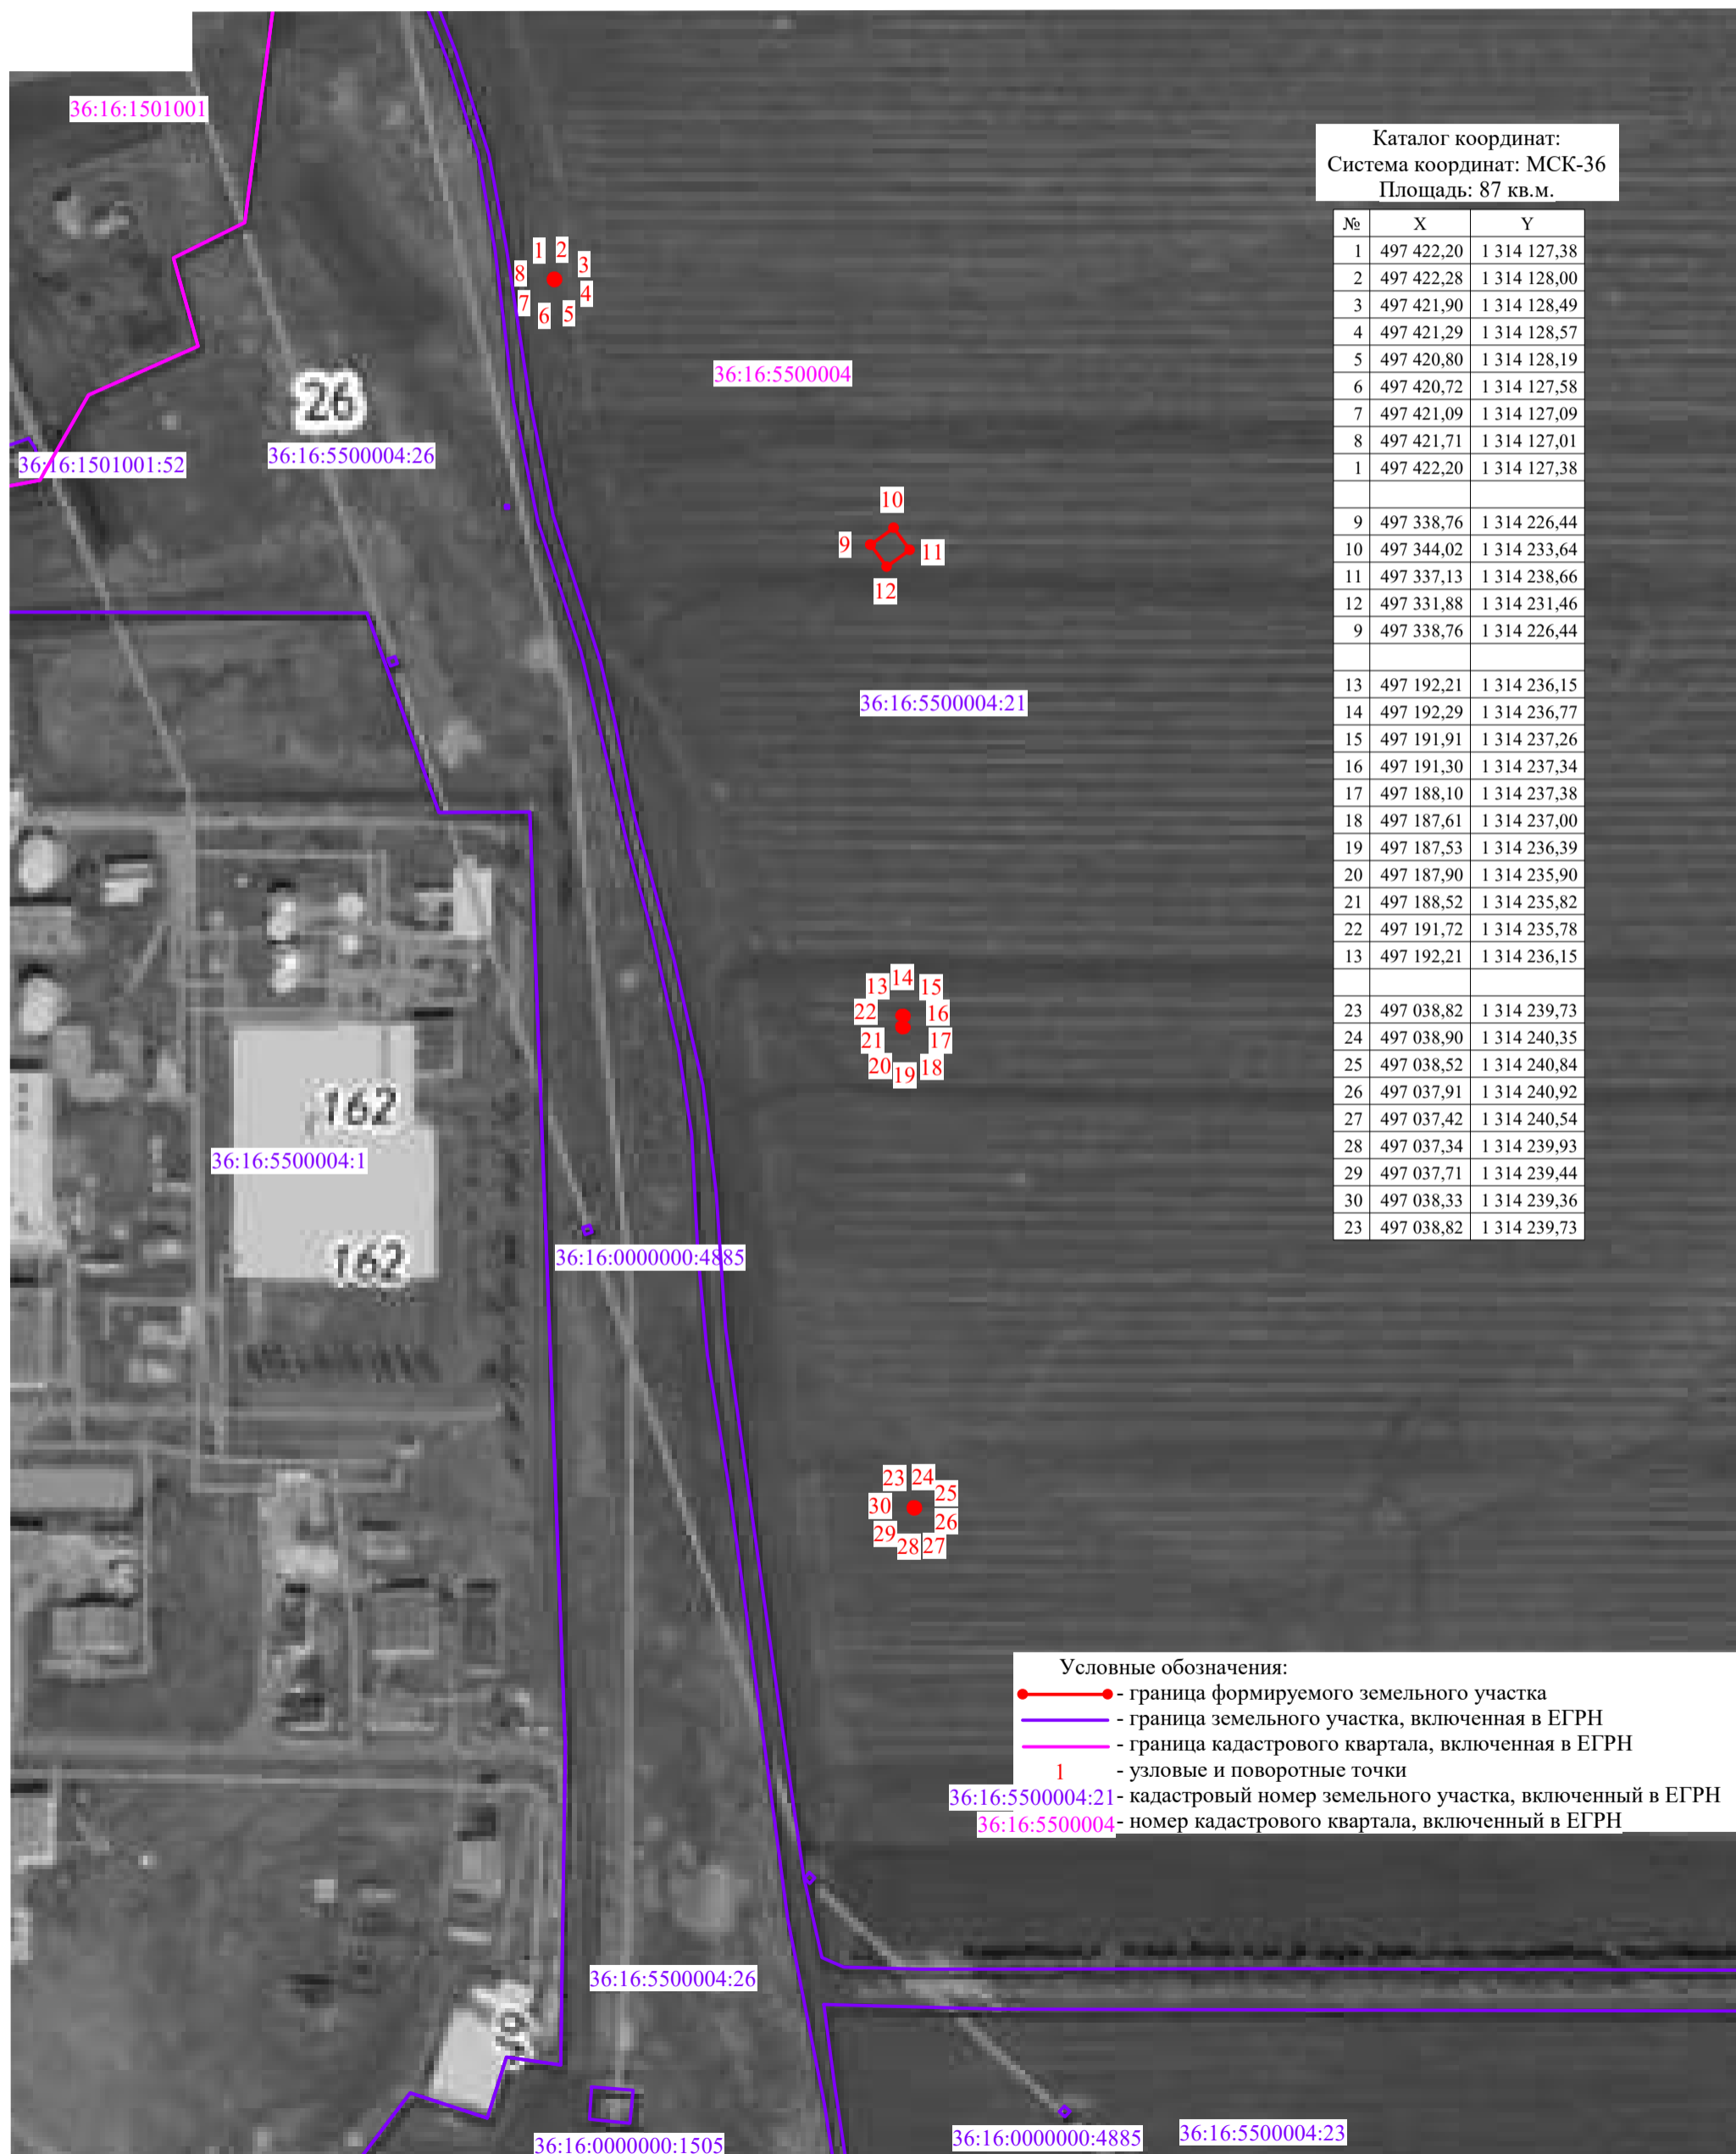 36:16:1501001
Каталог координат:
Система координат: МСК-36
Площадь: 87 кв.м.
№ X Y
1 497 422,20 1 314 127,38
2 497 422,28 1 314 128,00
3 497 421,90 1 314 128,49
4 497 421,29 1 314 128,57
5 497 420,80 1 314 128,19
6 497 420,72 1 314 127,58
7 497 421,09 1 314 127,09
8 497 421,71 1 314 127,01
1 497 422,20 1 314 127,38
9 497 338,76 1 314 226,44
10 497 344,02 1 314 233,64
11 497 337,13 1 314 238,66
12 497 331,88 1 314 231,46
9 497 338,76 1 314 226,44
13 497 192,21 1 314 236,15
14 497 192,29 1 314 236,77
15 497 191,91 1 314 237,26
16 497 191,30 1 314 237,34
17 497 188,10 1 314 237,38
18 497 187,61 1 314 237,00
19 497 187,53 1 314 236,39
20 497 187,90 1 314 235,90
21 497 188,52 1 314 235,82
22 497 191,72 1 314 235,78
13 497 192,21 1 314 236,15
23 497 038,82 1 314 239,73
24 497 038,90 1 314 240,35
25 497 038,52 1 314 240,84
26 497 037,91 1 314 240,92
27 497 037,42 1 314 240,54
28 497 037,34 1 314 239,93
29 497 037,71 1 314 239,44
30 497 038,33 1 314 239,36
23 497 038,82 1 314 239,73
1 2
8 3
7 4
6 5
36:16:5500004
26
36:16:1501001:52 36:16:5500004:26
10
9 11
12
36:16:5500004:21
13 14 15
22 16
21 17
20 19 18
162
36:16:5500004:1
162
36:16:0000000:4885
23 24 25
30 26
29 28 27
Условные обозначения:
- граница формируемого земельного участка
- граница земельного участка, включенная в ЕГРН
- граница кадастрового квартала, включенная в ЕГРН
1 - узловые и поворотные точки
36:16:5500004:21 - кадастровый номер земельного участка, включенный в ЕГРН
36:16:5500004 - номер кадастрового квартала, включенный в ЕГРН
36:16:5500004:26
36:16:0000000:1505 36:16:0000000:4885 36:16:5500004:23